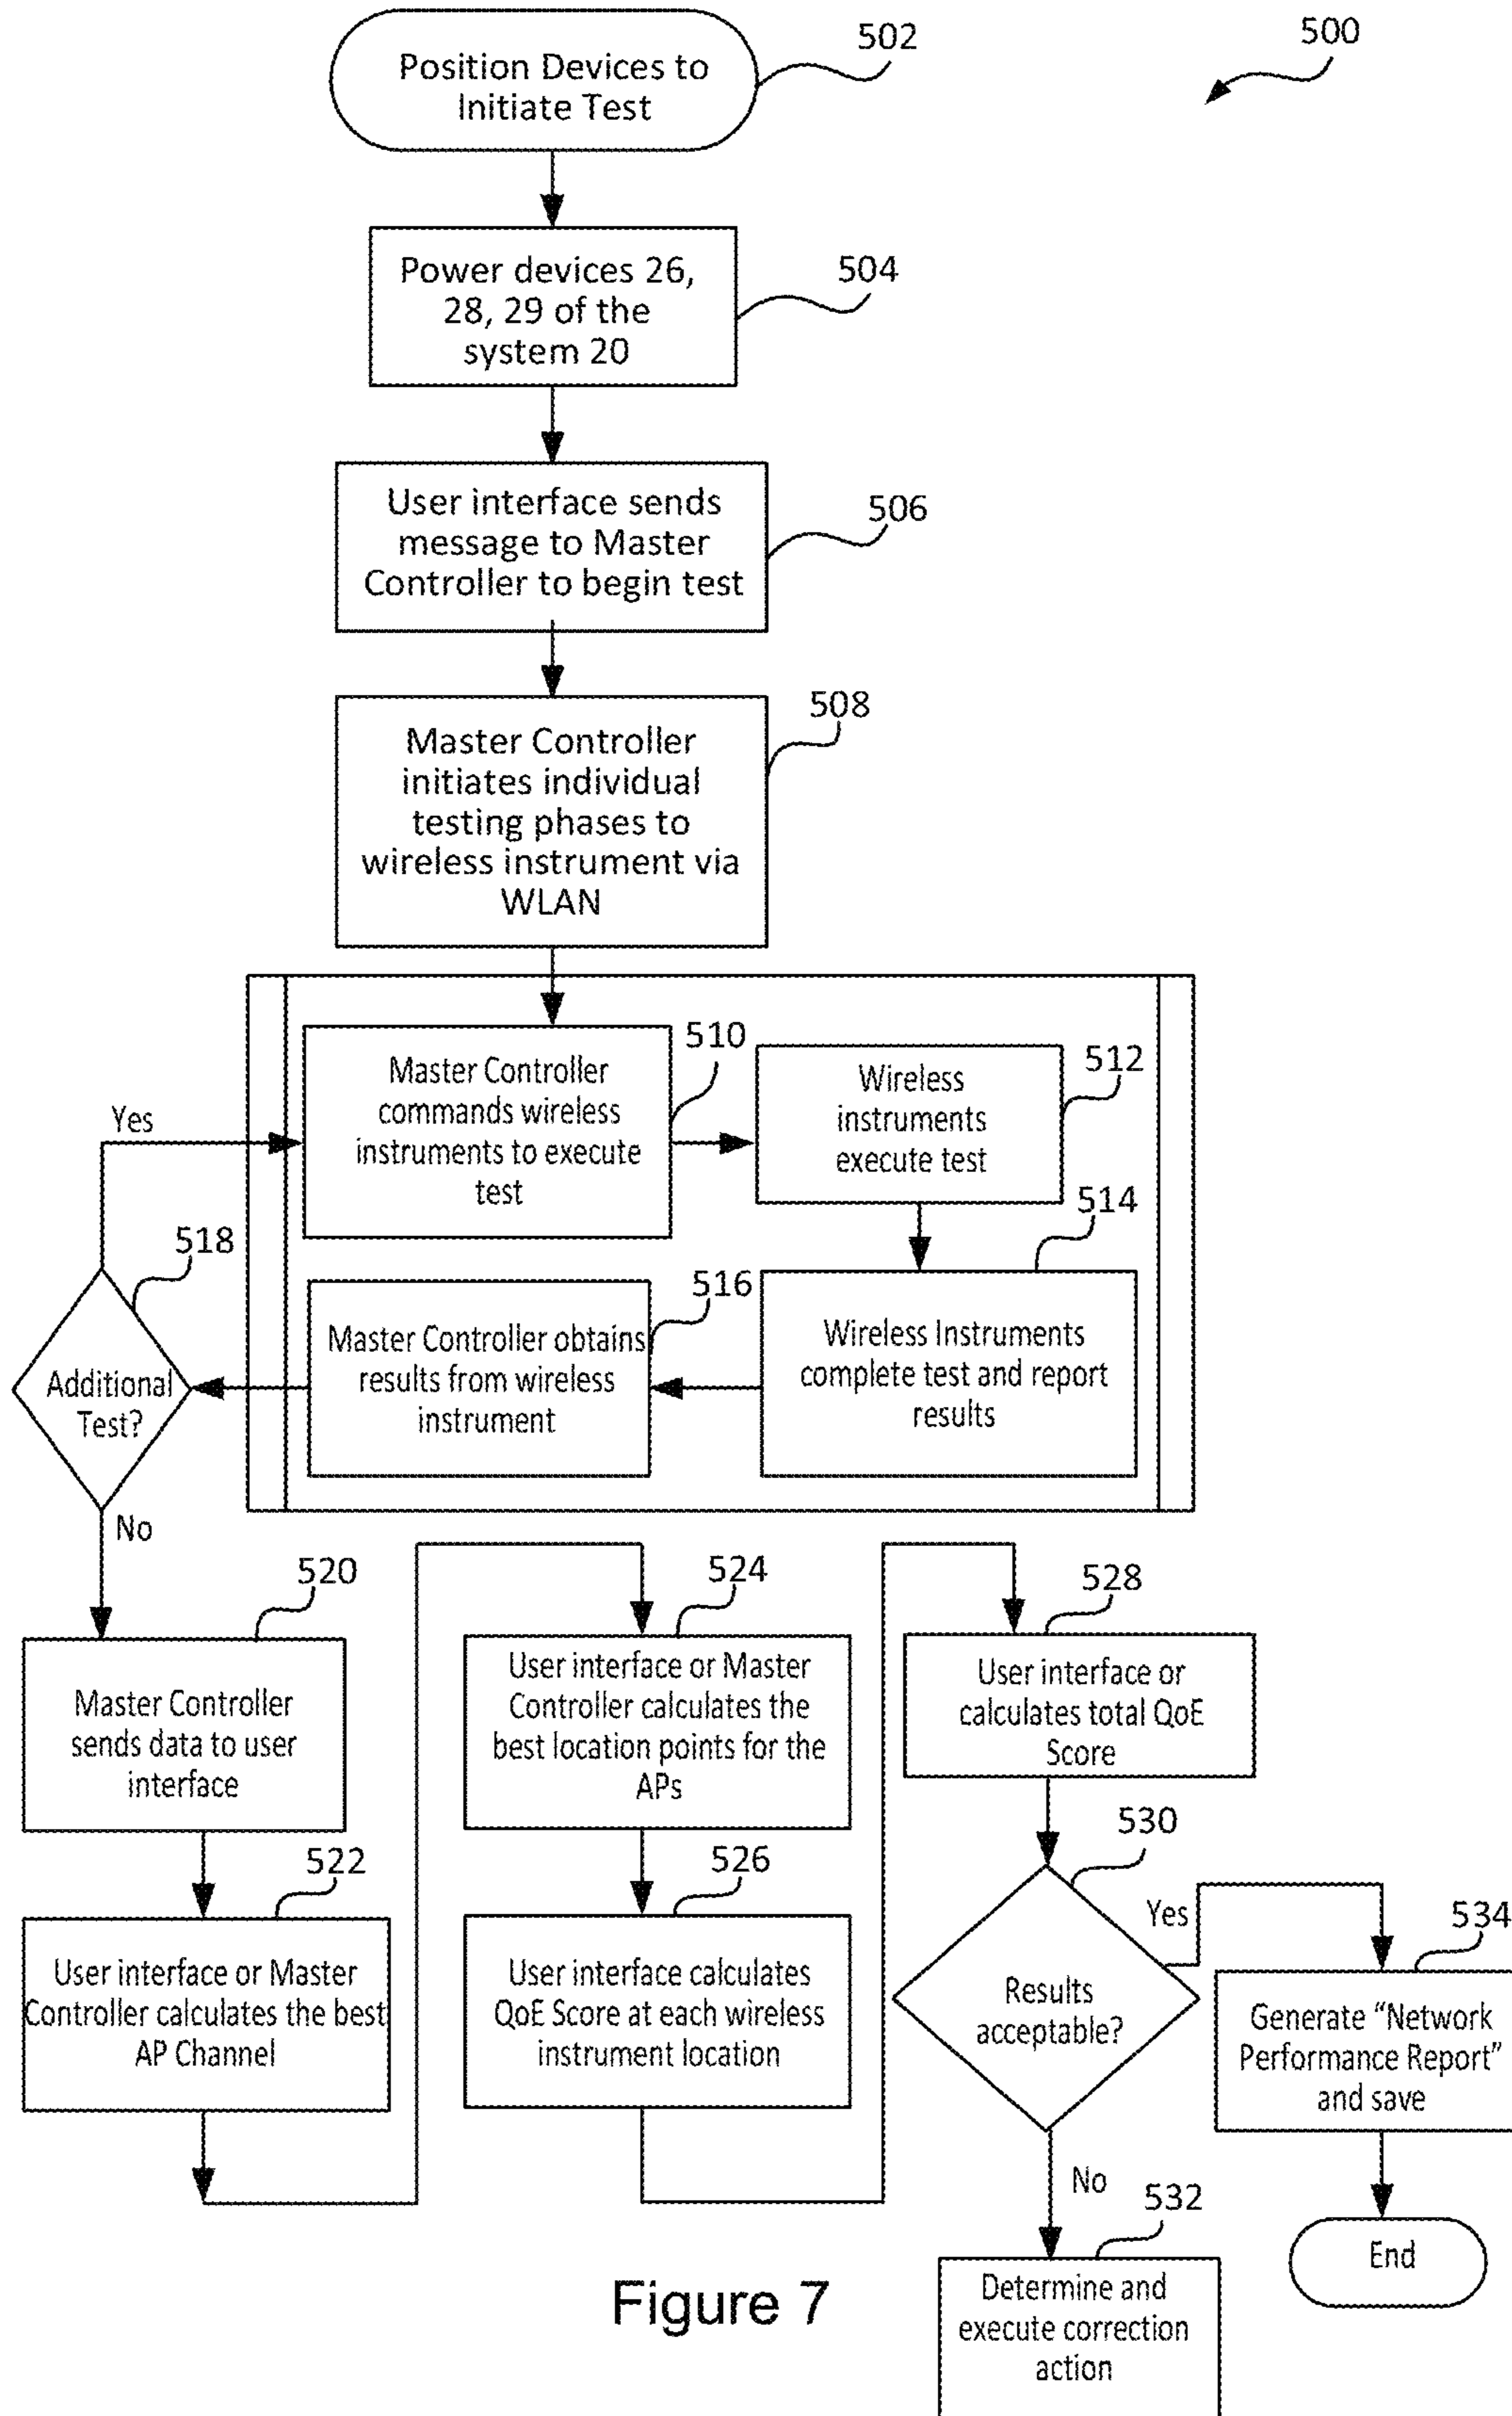 500
502
Position Devices to
Initiate Test
504
Power devices 26,
28, 29 of the
system 20
506
User interface sends
message to Master
Controller to begin test
508
Master Controller
initiates individual
testing phases to
wireless instrument via
WLAN
510
Master Controller
commands wireless
instruments to execute
test
512
Wireless
instruments
execute test
514
Wireless Instruments
complete test and report
results
516
Master Controller obtains
results from wireless
instrument
518
Additional
Test?
Yes
No
520
Master Controller
sends data to user
interface
522
User interface or Master
Controller calculates the best
AP Channel
524
User interface or Master
Controller calculates the
best location points for the
APs
526
User interface calculates
QoE Score at each wireless
instrument location
528
User interface or
calculates total QoE
Score
530
Results
acceptable?
Yes
No
534
Generate “Network
Performance Report”
and save
End
532
Determine and
execute correction
action
Figure 7